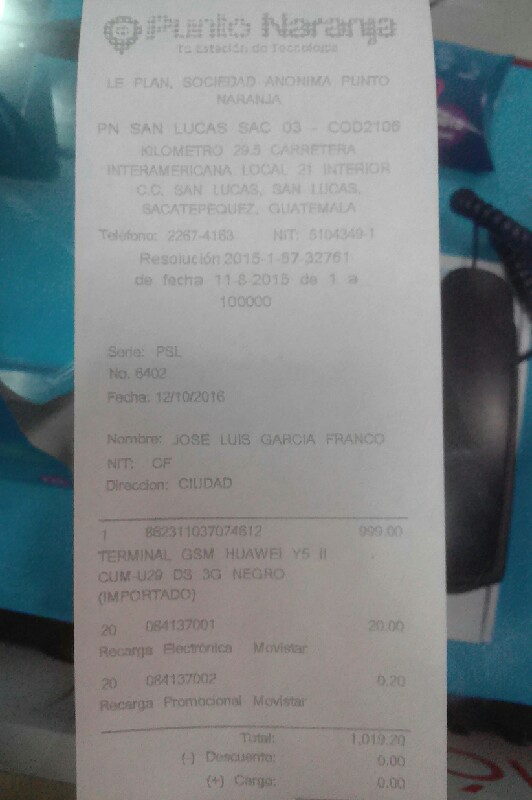 Punto Naranja
Tu Estación de Tecnología
LE PLAN, SOCIEDAD ANONIMA PUNTO
NARANJA
PN SAN LUCAS SAC 03 - COD2105
KILOMETRO 29.5 CARRETERA
INTERAMERICANA LOCAL 21 INTERIOR
C.C. SAN LUCAS, SAN LUCAS,
SACATEPEQUEZ, GUATEMALA
Teléfono: 2267-4163 NIT: 5104349-1
Resolución 2015-1-57-32761
de fecha 11-8-2015 de 1 a
100000
Serie: PSL
No. 6402
Fecha: 12/10/2016
Nombre: JOSE LUIS GARCIA FRANCO
NIT: CF
Direccion: CIUDAD
1 862311037074612 999.00
TERMINAL GSM HUAWEI Y5 II
CUM-U29 DS 3G NEGRO
(IMPORTADO)
20 084137001 20.00
Recarga Electrónica Movistar
20 084137002 0.20
Recarga Promocional Movistar
Total: 1,019.20
(-) Descuento: 0.00
(+) Cargo: 0.00